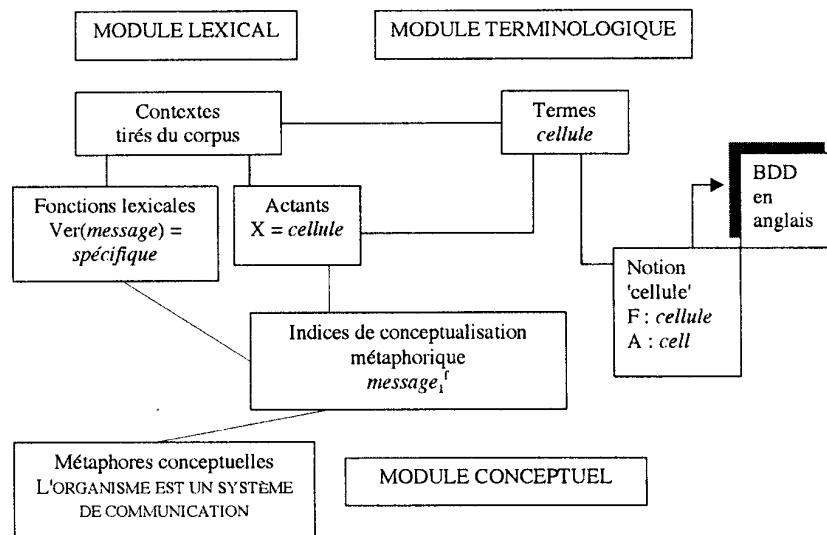 MODULE LEXICAL
MODULE TERMINOLOGIQUE
Contextes
tirés du corpus
Termes
cellule
BDD
en
anglais
Fonctions lexicales
Ver(message) =
spécifique
Actants
X = cellule
Notion
'cellule'
F : cellule
A : cell
Indices de conceptualisation
métaphorique
message₁ᶠ
Métaphores conceptuelles
L'ORGANISME EST UN SYSTÈME
DE COMMUNICATION
MODULE CONCEPTUEL